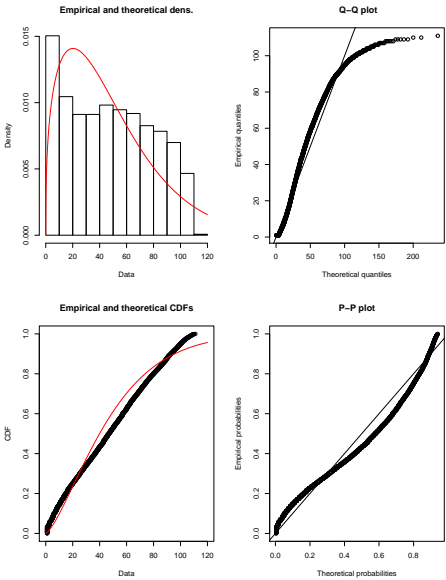 Empirical and theoretical dens.
Density
0.000 0.005 0.010 0.015
0 20 40 60 80 100 120
Data
Q−Q plot
Empirical quantiles
0 20 40 60 80 100
0 50 100 150 200
Theoretical quantiles
Empirical and theoretical CDFs
CDF
0.0 0.2 0.4 0.6 0.8 1.0
0 20 40 60 80 100 120
Data
P−P plot
Empirical probabilities
0.0 0.2 0.4 0.6 0.8 1.0
0.0 0.2 0.4 0.6 0.8
Theoretical probabilities